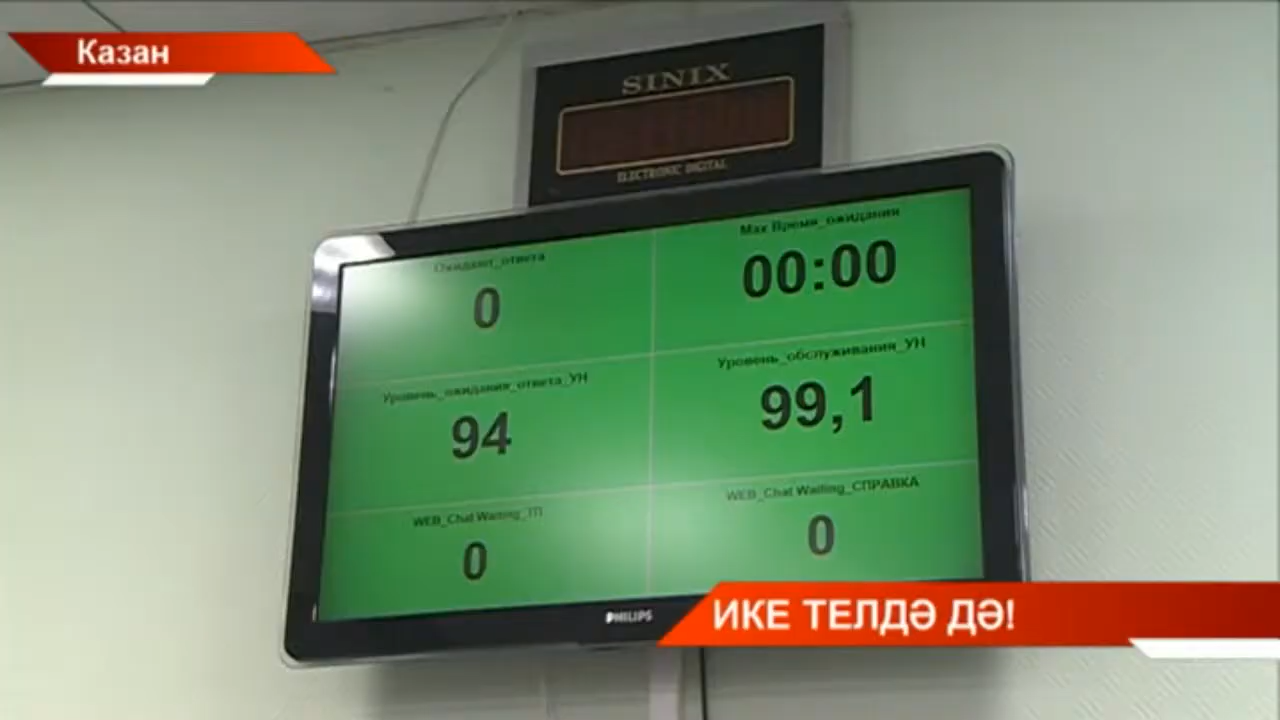 Казан
SINIX
ELECTRONIC DIGITAL
Ожидают_ответа
0
Max Время_ожидания
00:00
Уровень_ожидания_ответа_УН
94
Уровень_обслуживания_УН
99,1
WEB_Chat Waiting_ТП
0
WEB_Chat Waiting_СПРАВКА
0
PHILIPS
ИКЕ ТЕЛДӘ ДӘ!